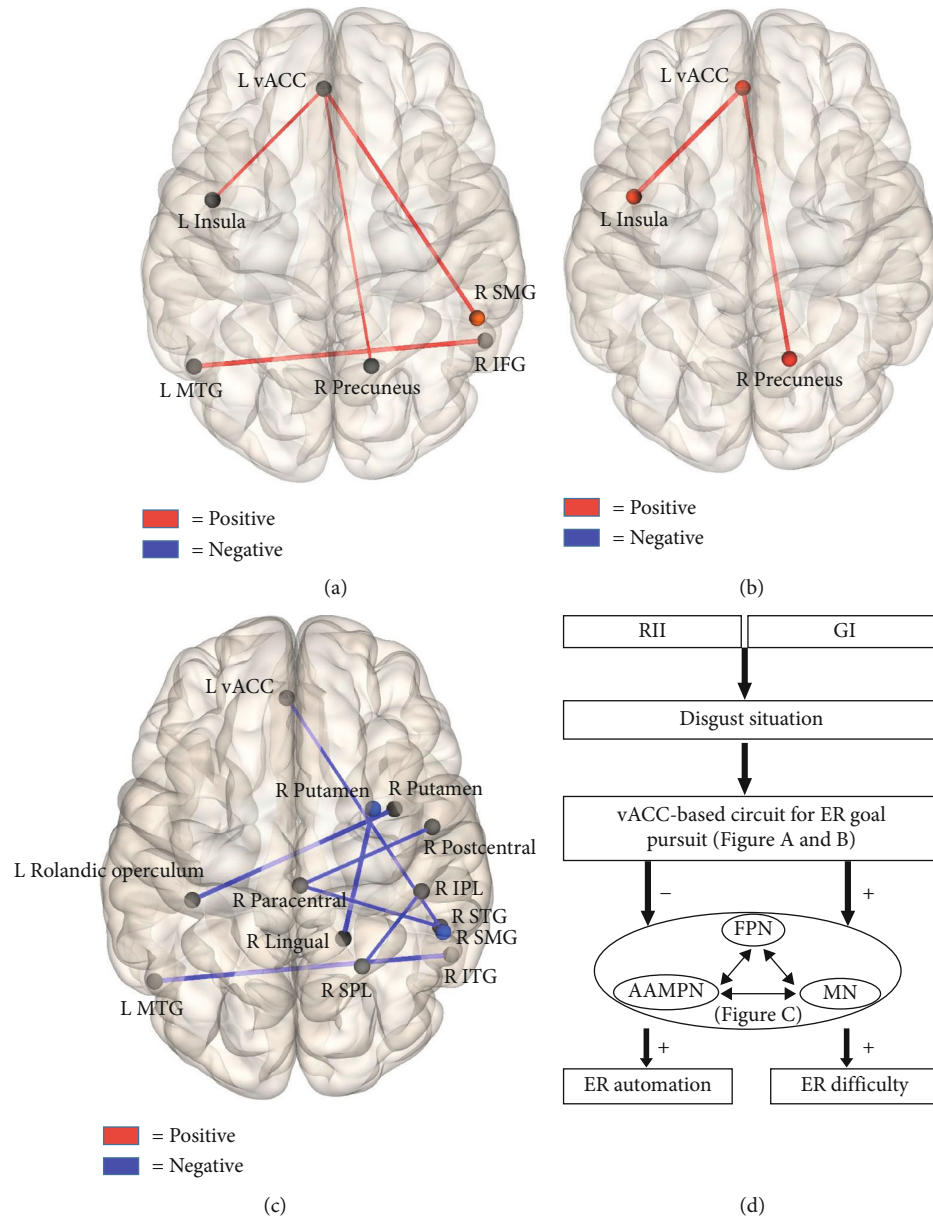 L vACC
L Insula
R SMG
R IFG
L MTG
R Precuneus
= Positive
= Negative
(a)
L vACC
L Insula
R Precuneus
= Positive
= Negative
(b)
L vACC
R Putamen
R Putamen
R Postcentral
L Rolandic operculum
R Paracentral
R IPL
R STG
R Lingual
R SMG
R SPL
R ITG
L MTG
= Positive
= Negative
(c)
RII
GI
Disgust situation
vACC-based circuit for ER goal
pursuit (Figure A and B)
–
+
FPN
AAMPN
MN
(Figure C)
+
+
ER automation
ER difficulty
(d)